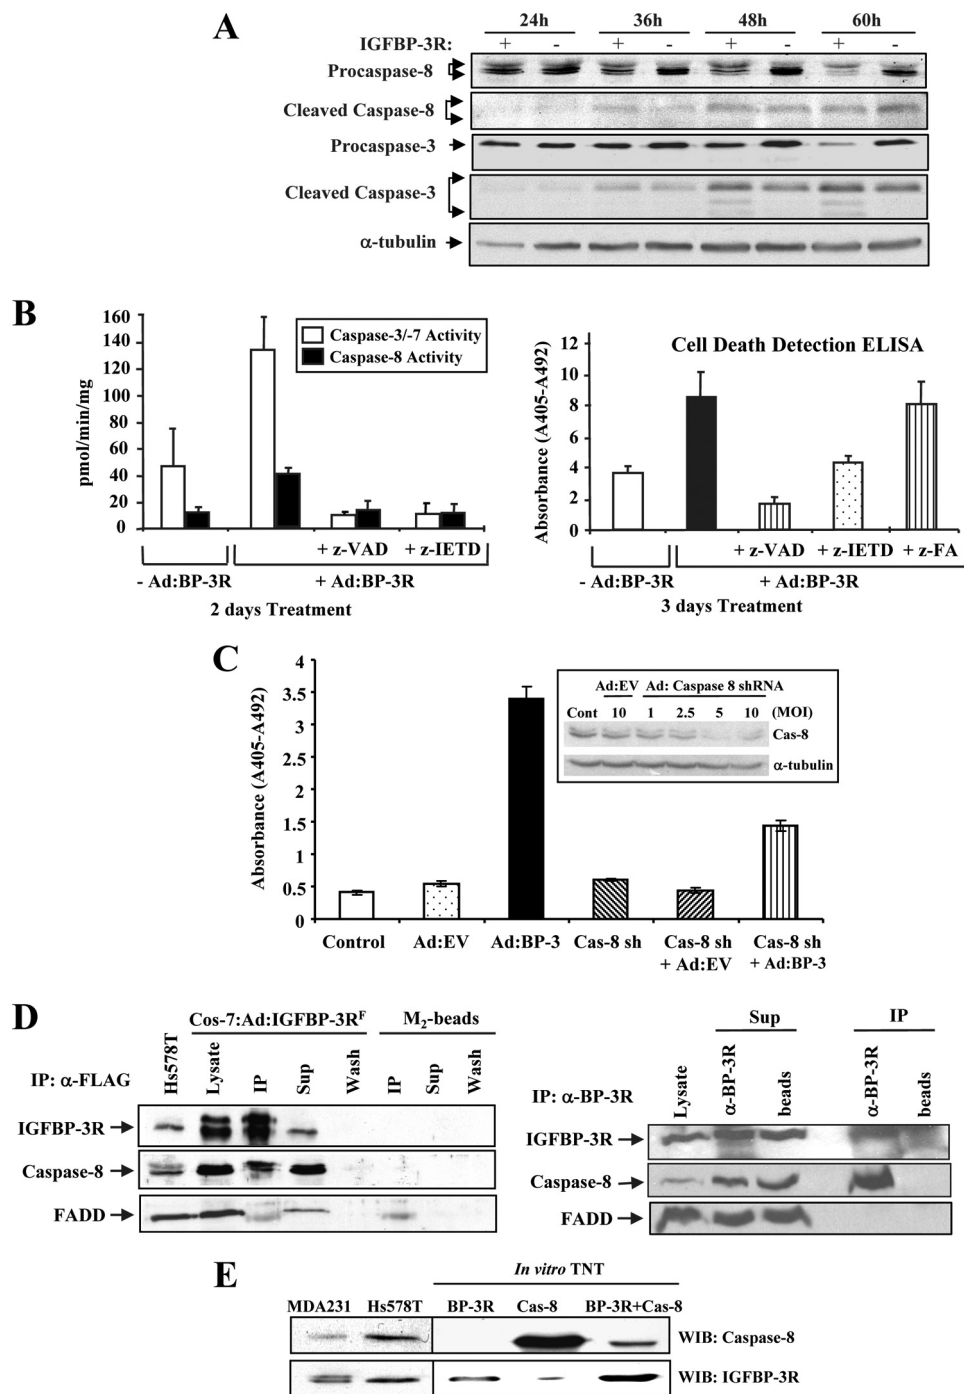 A
24h 36h 48h 60h
IGFBP-3R: + - + - + - + -
Procaspase-8
Cleaved Caspase-8
Procaspase-3
Cleaved Caspase-3
α-tubulin
B
160
140
120
100
80
60
40
20
0
pmol/min/mg
Caspase-3/-7 Activity
Caspase-8 Activity
+ z-VAD + z-IETD
- Ad:BP-3R + Ad:BP-3R
2 days Treatment
Cell Death Detection ELISA
12
10
8
6
4
2
0
Absorbance (A405-A492)
+ z-VAD + z-IETD + z-FA
- Ad:BP-3R + Ad:BP-3R
3 days Treatment
C
4
3.5
3
2.5
2
1.5
1
0.5
0
Absorbance (A405-A492)
Ad:EV Ad: Caspase 8 shRNA
Cont 10 1 2.5 5 10 (MOI)
Cas-8
α-tubulin
Control Ad:EV Ad:BP-3 Cas-8 sh Cas-8 sh + Ad:EV Cas-8 sh + Ad:BP-3
D
Cos-7:Ad:IGFBP-3Rᶠ M₂-beads
IP: α-FLAG Hs578T Lysate IP Sup Wash IP Sup Wash
IGFBP-3R
Caspase-8
FADD
Sup IP
IP: α-BP-3R Lysate α-BP-3R beads α-BP-3R beads
IGFBP-3R
Caspase-8
FADD
E
In vitro TNT
MDA231 Hs578T BP-3R Cas-8 BP-3R+Cas-8
WIB: Caspase-8
WIB: IGFBP-3R